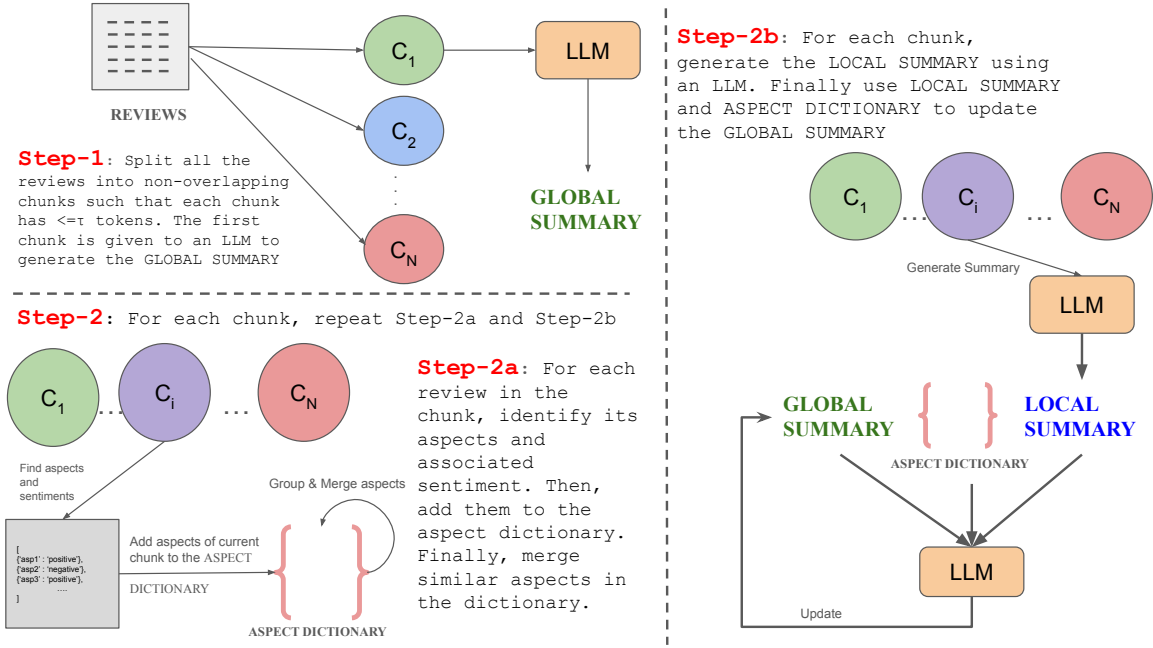 REVIEWS
C1
C2
.
.
.
CN
LLM
GLOBAL
SUMMARY
Step-1: Split all the
reviews into non-overlapping
chunks such that each chunk
has <=τ tokens. The first
chunk is given to an LLM to
generate the GLOBAL SUMMARY
Step-2: For each chunk, repeat Step-2a and Step-2b
C1
...
Ci
...
CN
Find aspects
and
sentiments
[
{'asp1' : 'positive'},
{'asp2' : 'negative'},
{'asp3' : 'positive'},
....
]
Add aspects of current
chunk to the ASPECT
DICTIONARY
Group & Merge aspects
{ }
ASPECT DICTIONARY
Step-2a: For each
review in the
chunk, identify its
aspects and
associated
sentiment. Then,
add them to the
aspect dictionary.
Finally, merge
similar aspects in
the dictionary.
Step-2b: For each chunk,
generate the LOCAL SUMMARY using
an LLM. Finally use LOCAL SUMMARY
and ASPECT DICTIONARY to update
the GLOBAL SUMMARY
C1
...
Ci
...
CN
Generate Summary
LLM
GLOBAL
SUMMARY
{ }
ASPECT DICTIONARY
LOCAL
SUMMARY
LLM
Update